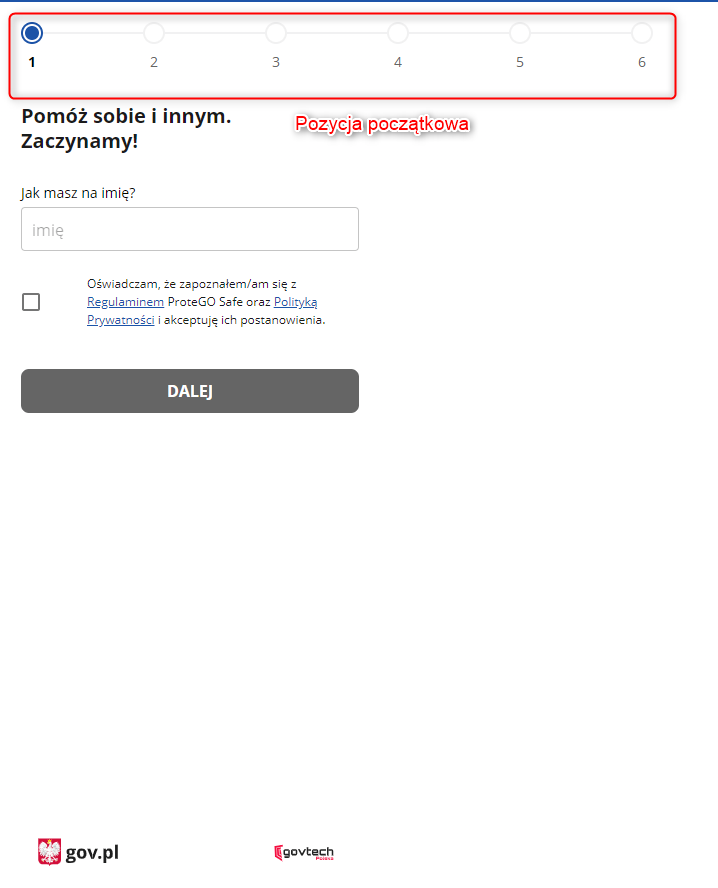 1 2 3 4 5 6
Pomóż sobie i innym.
Zaczynamy!
Pozycja początkowa
Jak masz na imię?
imię
Oświadczam, że zapoznałem/am się z
Regulaminem ProteGO Safe oraz Polityką
Prywatności i akceptuję ich postanowienia.
DALEJ
gov.pl
govtech
Polska